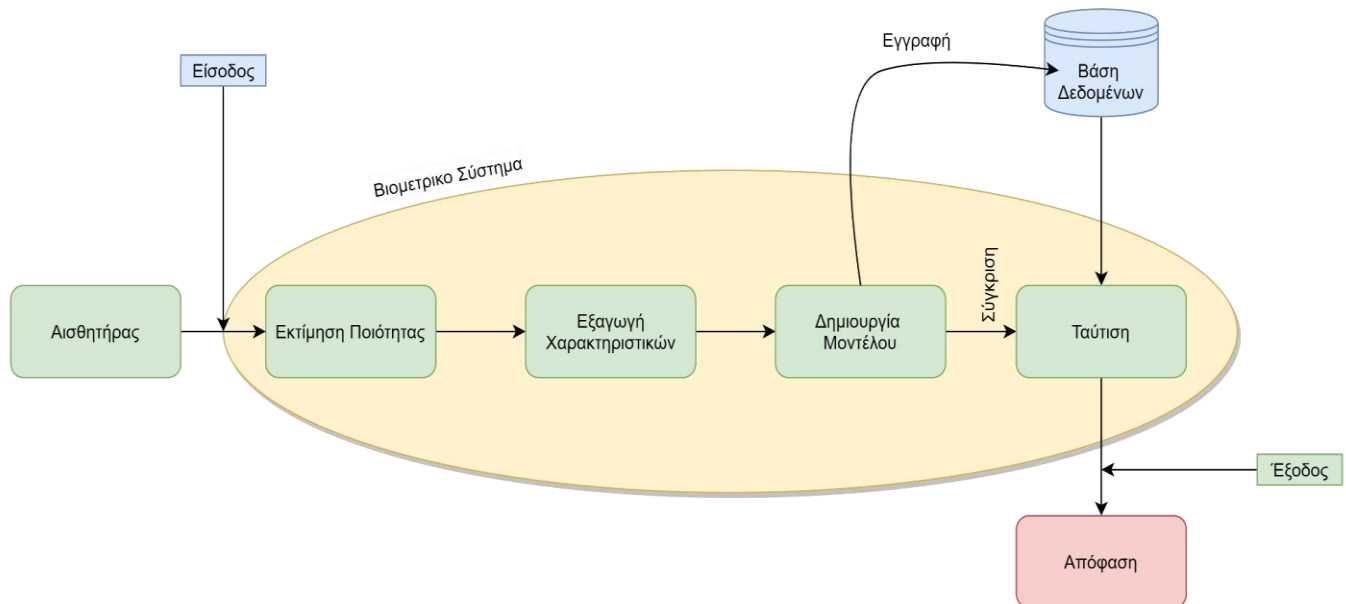 Εγγραφή
Βάση
Δεδομένων
Είσοδος
Βιομετρικο Σύστημα
Αισθητήρας
Εκτίμηση Ποιότητας
Εξαγωγή
Χαρακτηριστικών
Δημιουργία
Μοντέλου
Σύγκριση
Ταύτιση
Έξοδος
Απόφαση